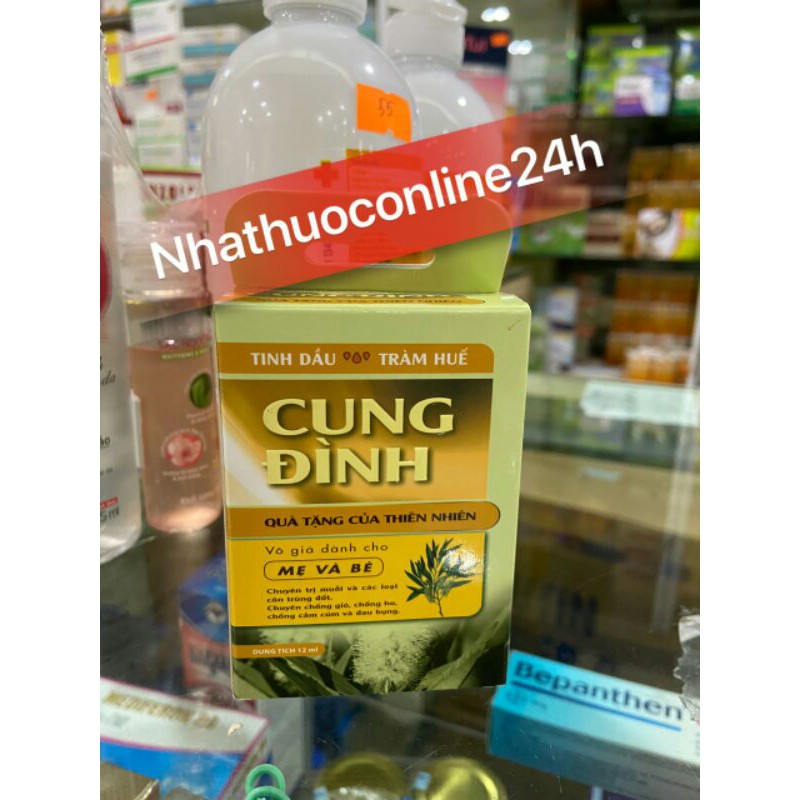 55
Nhathuoconline24h
TINH DẦU TRÀM HUẾ
CUNG
ĐÌNH
QUÀ TẶNG CỦA THIÊN NHIÊN
Vô giá dành cho
MẸ VÀ BÉ
Chuyên trị muỗi và các loại
côn trùng đốt.
Chuyên chống gió, chống ho,
chống cảm cúm và đau bụng.
DUNG TÍCH 12 ml
Bepanthen